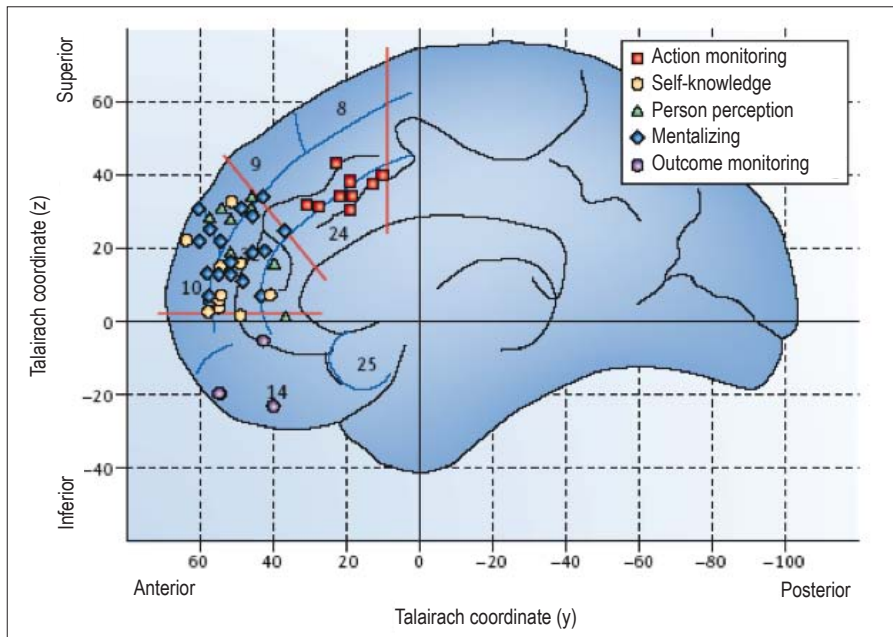 Superior
Talairach coordinate (z)
Inferior
60
40
20
0
−20
−40
Action monitoring
Self-knowledge
Person perception
Mentalizing
Outcome monitoring
8
9
24
10
25
14
60 40 20 0 −20 −40 −60 −80 −100
Anterior
Posterior
Talairach coordinate (y)